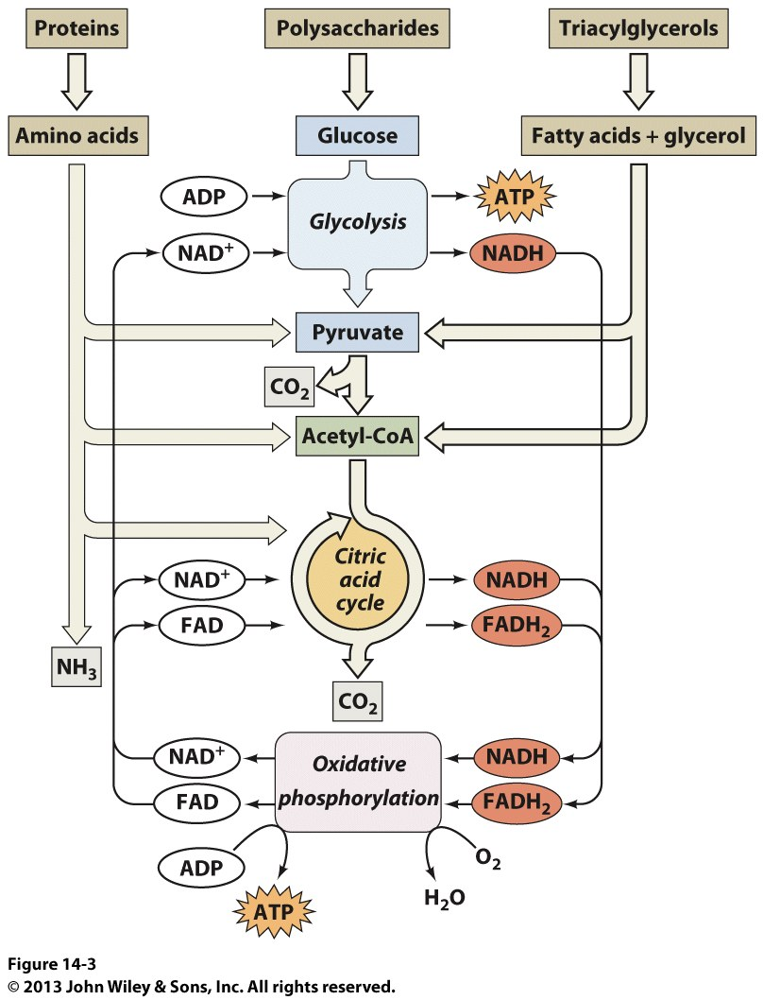 Proteins
Polysaccharides
Triacylglycerols
Amino acids
Glucose
Fatty acids + glycerol
ADP
Glycolysis
ATP
NAD⁺
NADH
Pyruvate
CO₂
Acetyl-CoA
Citric
acid
cycle
NAD⁺
NADH
FAD
FADH₂
NH₃
CO₂
NAD⁺
Oxidative
phosphorylation
NADH
FAD
FADH₂
ADP
O₂
ATP
H₂O
Figure 14-3
© 2013 John Wiley & Sons, Inc. All rights reserved.